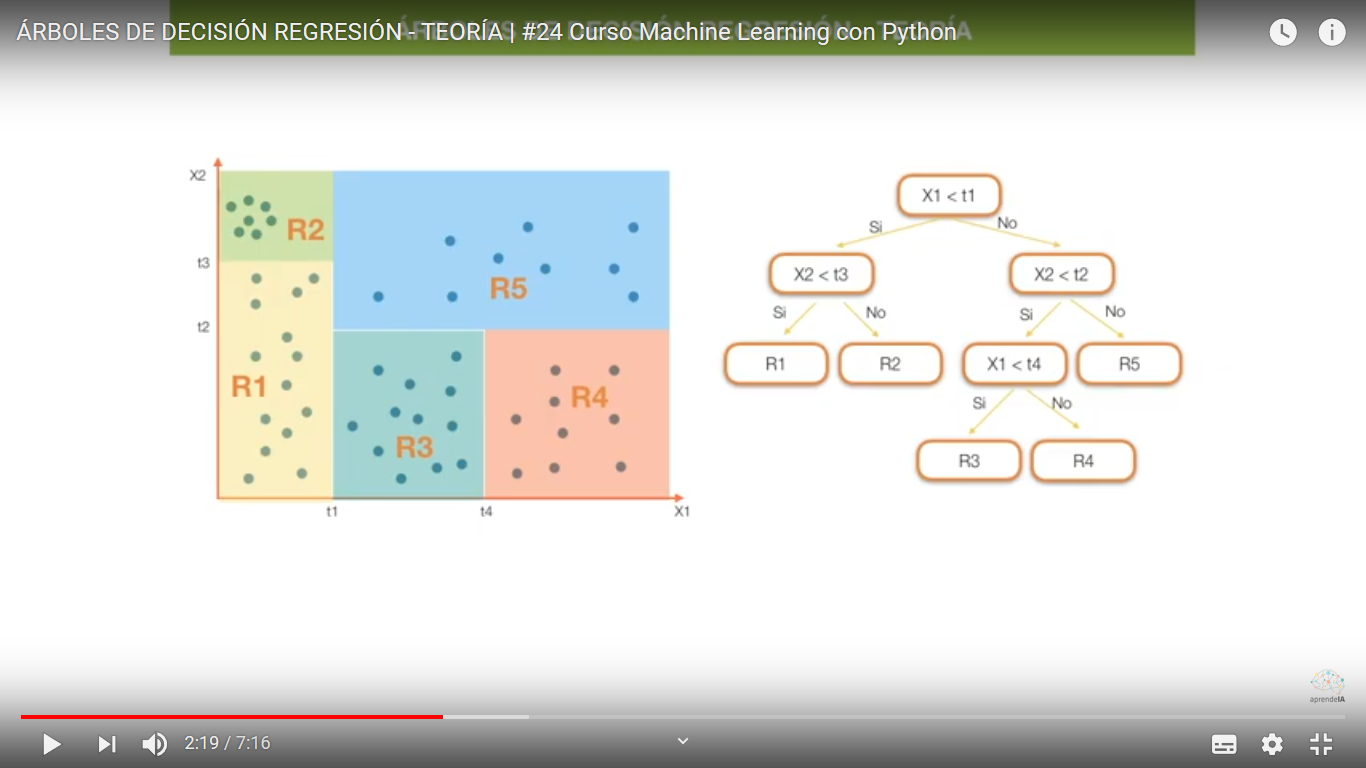 ÁRBOLES DE DECISIÓN REGRESIÓN - TEORÍA | #24 Curso Machine Learning con Python
X2
R2
t3
R5
t2
R1
R3
R4
t1
t4
X1
X1 < t1
Si
No
X2 < t3
X2 < t2
Si
No
Si
No
R1
R2
X1 < t4
R5
Si
No
R3
R4
aprendeIA
2:19 / 7:16